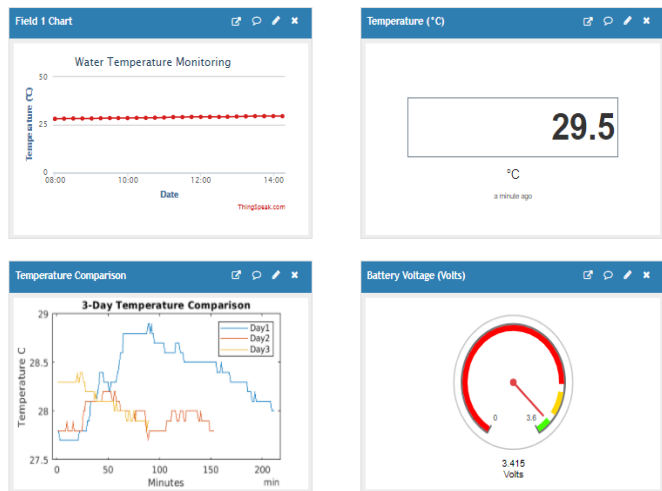 Field 1 Chart
Water Temperature Monitoring
Temperature (°C)
50
25
0
08:00 10:00 12:00 14:00
Date
ThingSpeak.com
Temperature (°C)
29.5
°C
a minute ago
Temperature Comparison
3-Day Temperature Comparison
Temperature C
29
28.5
28
27.5
Day1
Day2
Day3
0 50 100 150 200
Minutes
min
Battery Voltage (Volts)
0 3.6
3.415
Volts